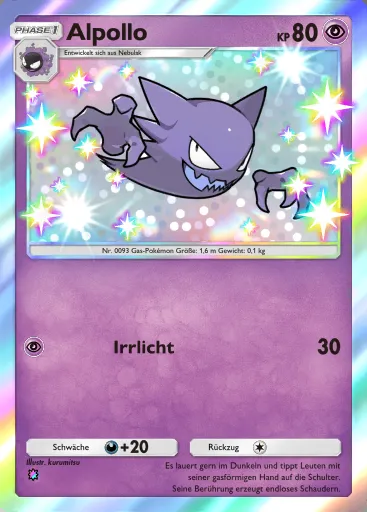 PHASE 1
Alpollo
KP 80
Entwickelt sich aus Nebulak
Nr. 0093 Gas-Pokémon Größe: 1,6 m Gewicht: 0,1 kg
Irrlicht 30
Schwäche +20 Rückzug
Illustr. kurumitsu
Es lauert gern im Dunkeln und tippt Leuten mit
seiner gasförmigen Hand auf die Schulter.
Seine Berührung erzeugt endloses Schaudern.